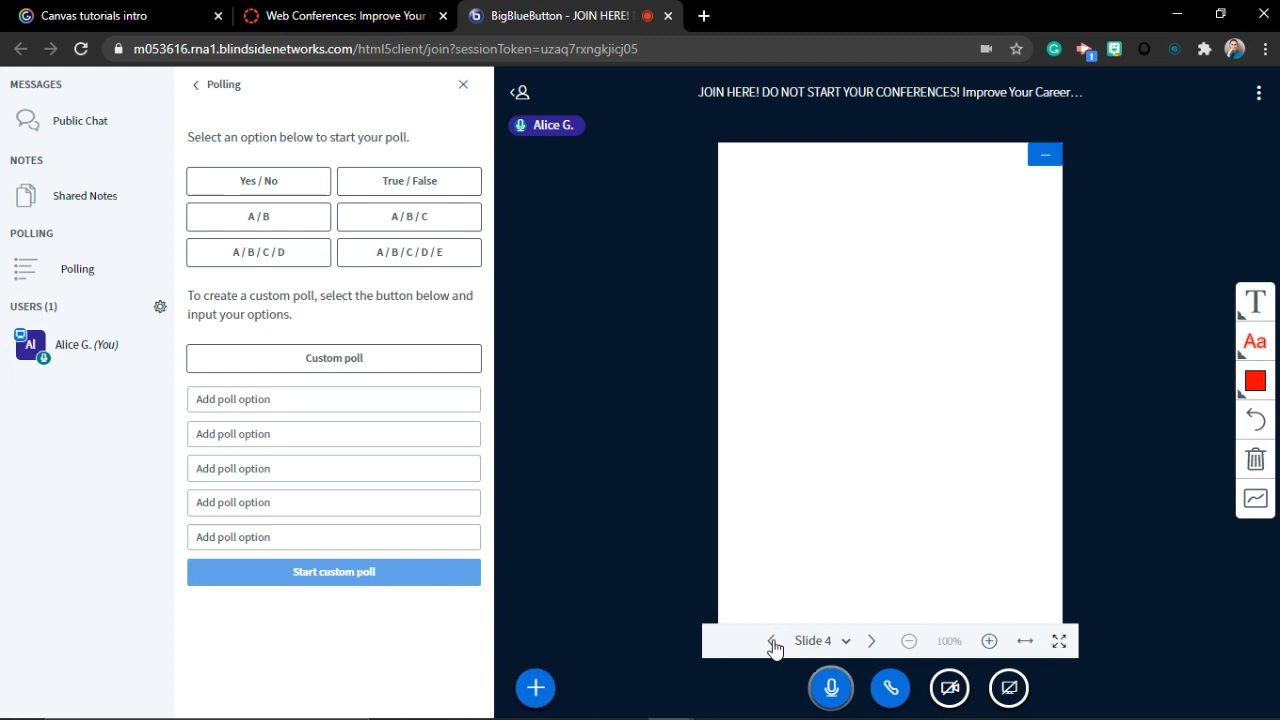 Canvas tutorials intro
Web Conferences: Improve Your
BigBlueButton - JOIN HERE!
m053616.rna1.blindsidenetworks.com/html5client/join?sessionToken=uzaq7rxngkjicj05
1
MESSAGES
Public Chat
NOTES
Shared Notes
POLLING
Polling
USERS (1)
Al
Alice G. (You)
Polling
Select an option below to start your poll.
Yes / No
True / False
A / B
A / B / C
A / B / C / D
A / B / C / D / E
To create a custom poll, select the button below and
input your options.
Custom poll
Add poll option
Add poll option
Add poll option
Add poll option
Add poll option
Start custom poll
JOIN HERE! DO NOT START YOUR CONFERENCES! Improve Your Career...
Alice G.
T
Aa
Slide 4
100%